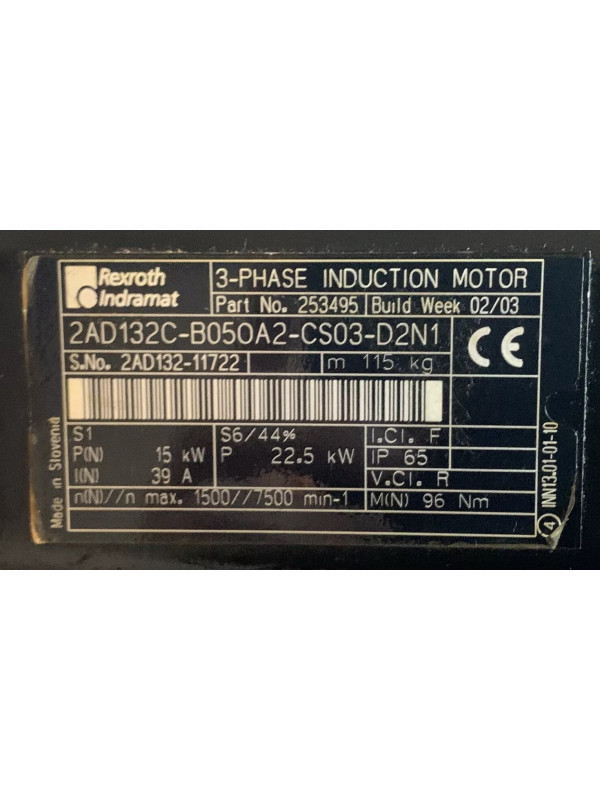 Rexroth
Indramat
3-PHASE INDUCTION MOTOR
Part No. 253495 Build Week 02/03
2AD132C-B050A2-CS03-D2N1
CE
S.No. 2AD132-11722 m 115 kg
S1 S6/44% I.Cl. F
P(N) 15 kW P 22.5 kW IP 65
I(N) 39 A V.Cl. R
n(N)//n max. 1500//7500 min-1 M(N) 96 Nm
Made in Slovenia
4 INN13.01-01-10